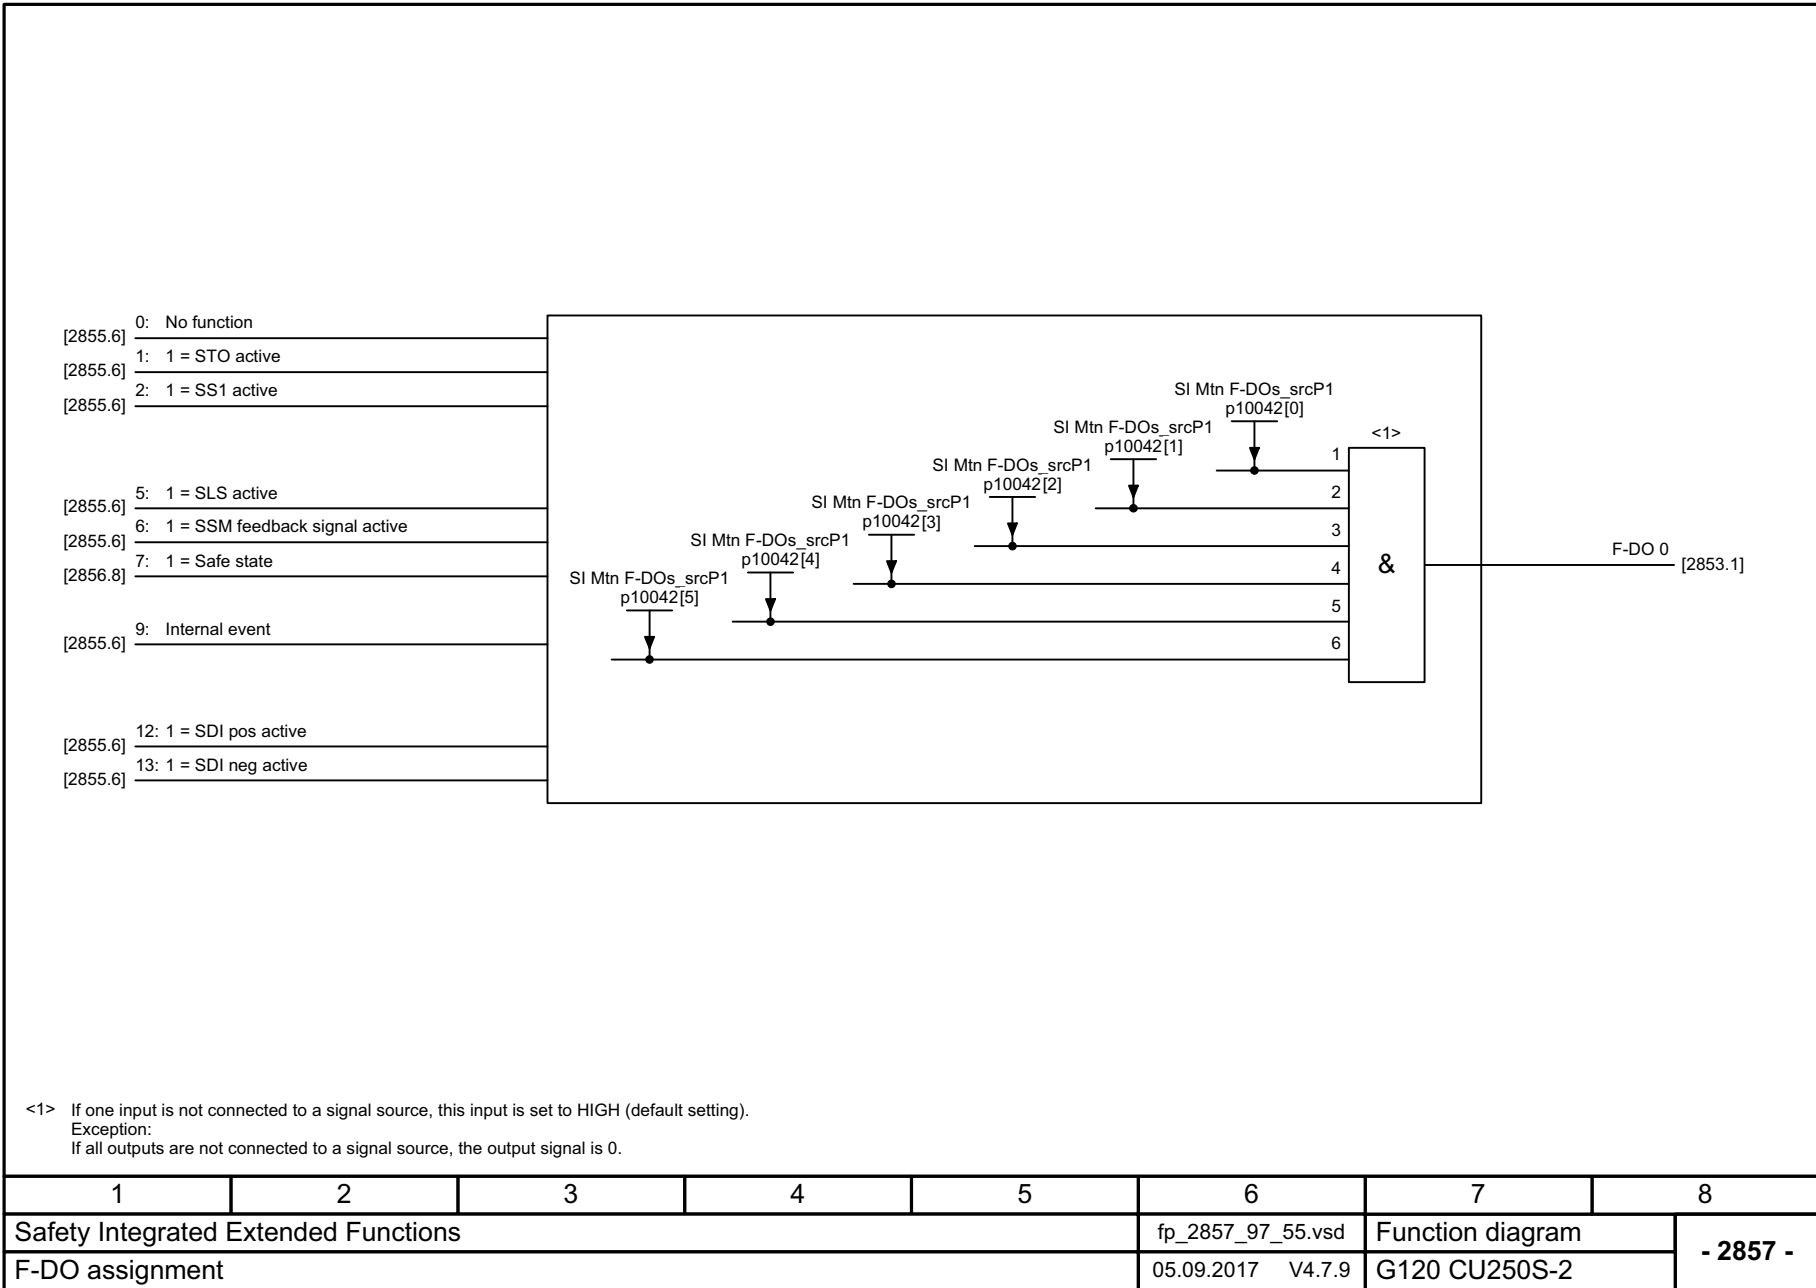 0: No function
[2855.6]
1: 1 = STO active
[2855.6]
2: 1 = SS1 active
[2855.6]
5: 1 = SLS active
[2855.6]
6: 1 = SSM feedback signal active
[2855.6]
7: 1 = Safe state
[2856.8]
9: Internal event
[2855.6]
12: 1 = SDI pos active
[2855.6]
13: 1 = SDI neg active
[2855.6]
SI Mtn F-DOs_srcP1
p10042[0]
SI Mtn F-DOs_srcP1
p10042[1]
SI Mtn F-DOs_srcP1
p10042[2]
SI Mtn F-DOs_srcP1
p10042[3]
SI Mtn F-DOs_srcP1
p10042[4]
SI Mtn F-DOs_srcP1
p10042[5]
<1>
1
2
3
4
5
6
&
F-DO 0
[2853.1]
<1> If one input is not connected to a signal source, this input is set to HIGH (default setting).
Exception:
If all outputs are not connected to a signal source, the output signal is 0.
1 2 3 4 5 6 7 8
Safety Integrated Extended Functions fp_2857_97_55.vsd Function diagram
- 2857 -
F-DO assignment 05.09.2017 V4.7.9 G120 CU250S-2